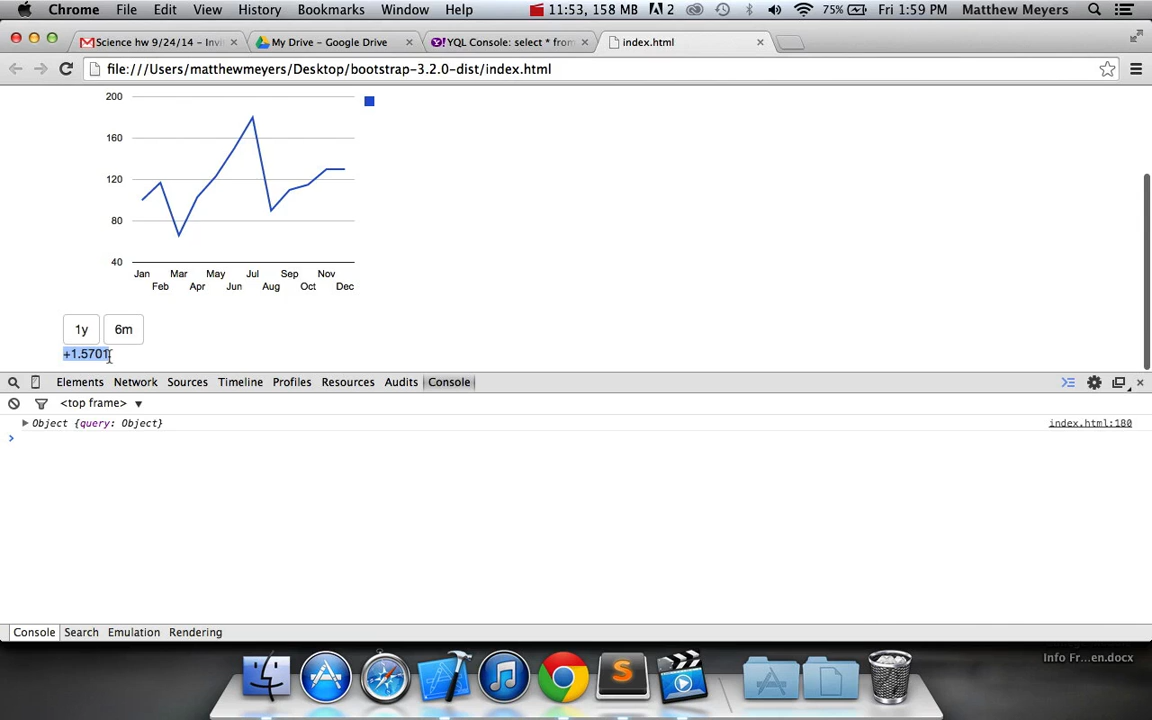 Chrome File Edit View History Bookmarks Window Help 11:53, 158 MB 2 75% Fri 1:59 PM Matthew Meyers
Science hw 9/24/14 - Invi × My Drive - Google Drive × Y! YQL Console: select * from × index.html ×
file:///Users/matthewmeyers/Desktop/bootstrap-3.2.0-dist/index.html
200
160
120
80
40
Jan Mar May Jul Sep Nov
Feb Apr Jun Aug Oct Dec
1y 6m
+1.5701
Elements Network Sources Timeline Profiles Resources Audits Console
<top frame> ▼
Object {query: Object} index.html:180
Console Search Emulation Rendering
Info Fr...en.docx